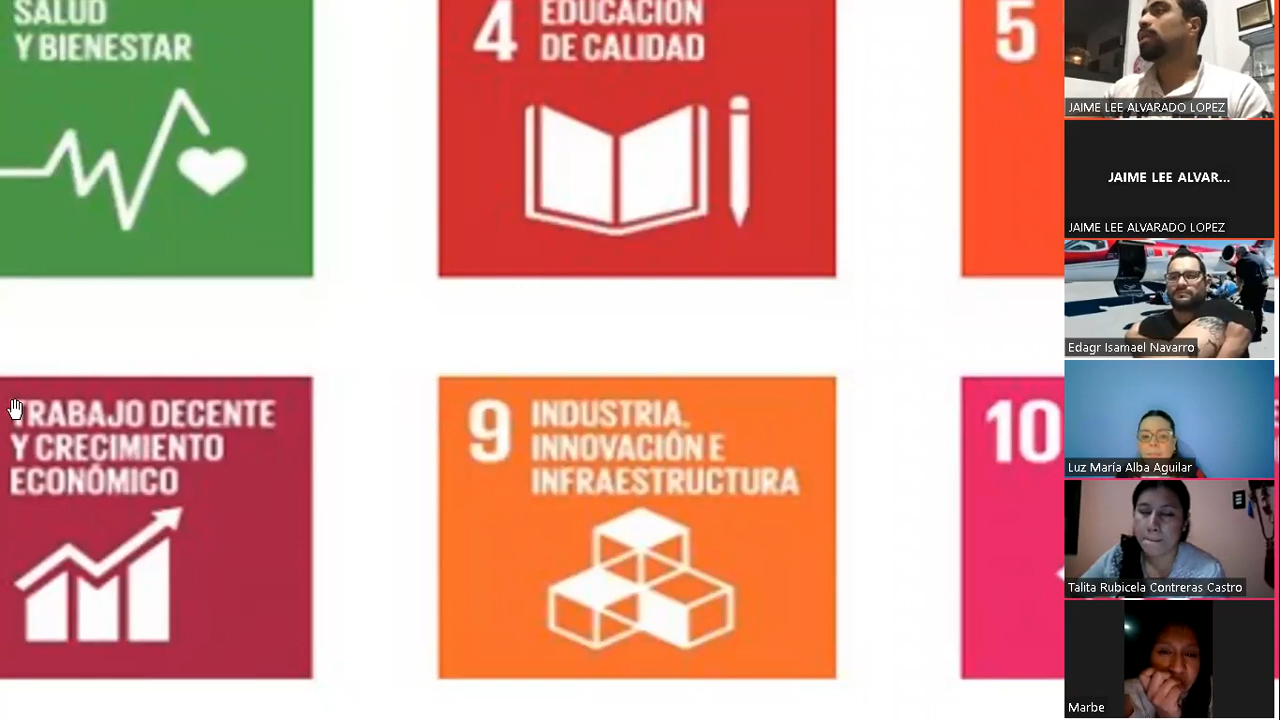 SALUD
Y BIENESTAR
4 EDUCACIÓN
DE CALIDAD
5
TRABAJO DECENTE
Y CRECIMIENTO
ECONÓMICO
9 INDUSTRIA.
INNOVACIÓN E
INFRAESTRUCTURA
10
JAIME LEE ALVARADO LOPEZ
JAIME LEE ALVAR...
JAIME LEE ALVARADO LOPEZ
Edagr Isamael Navarro
Luz María Alba Aguilar
Talita Rubicela Contreras Castro
Marbe